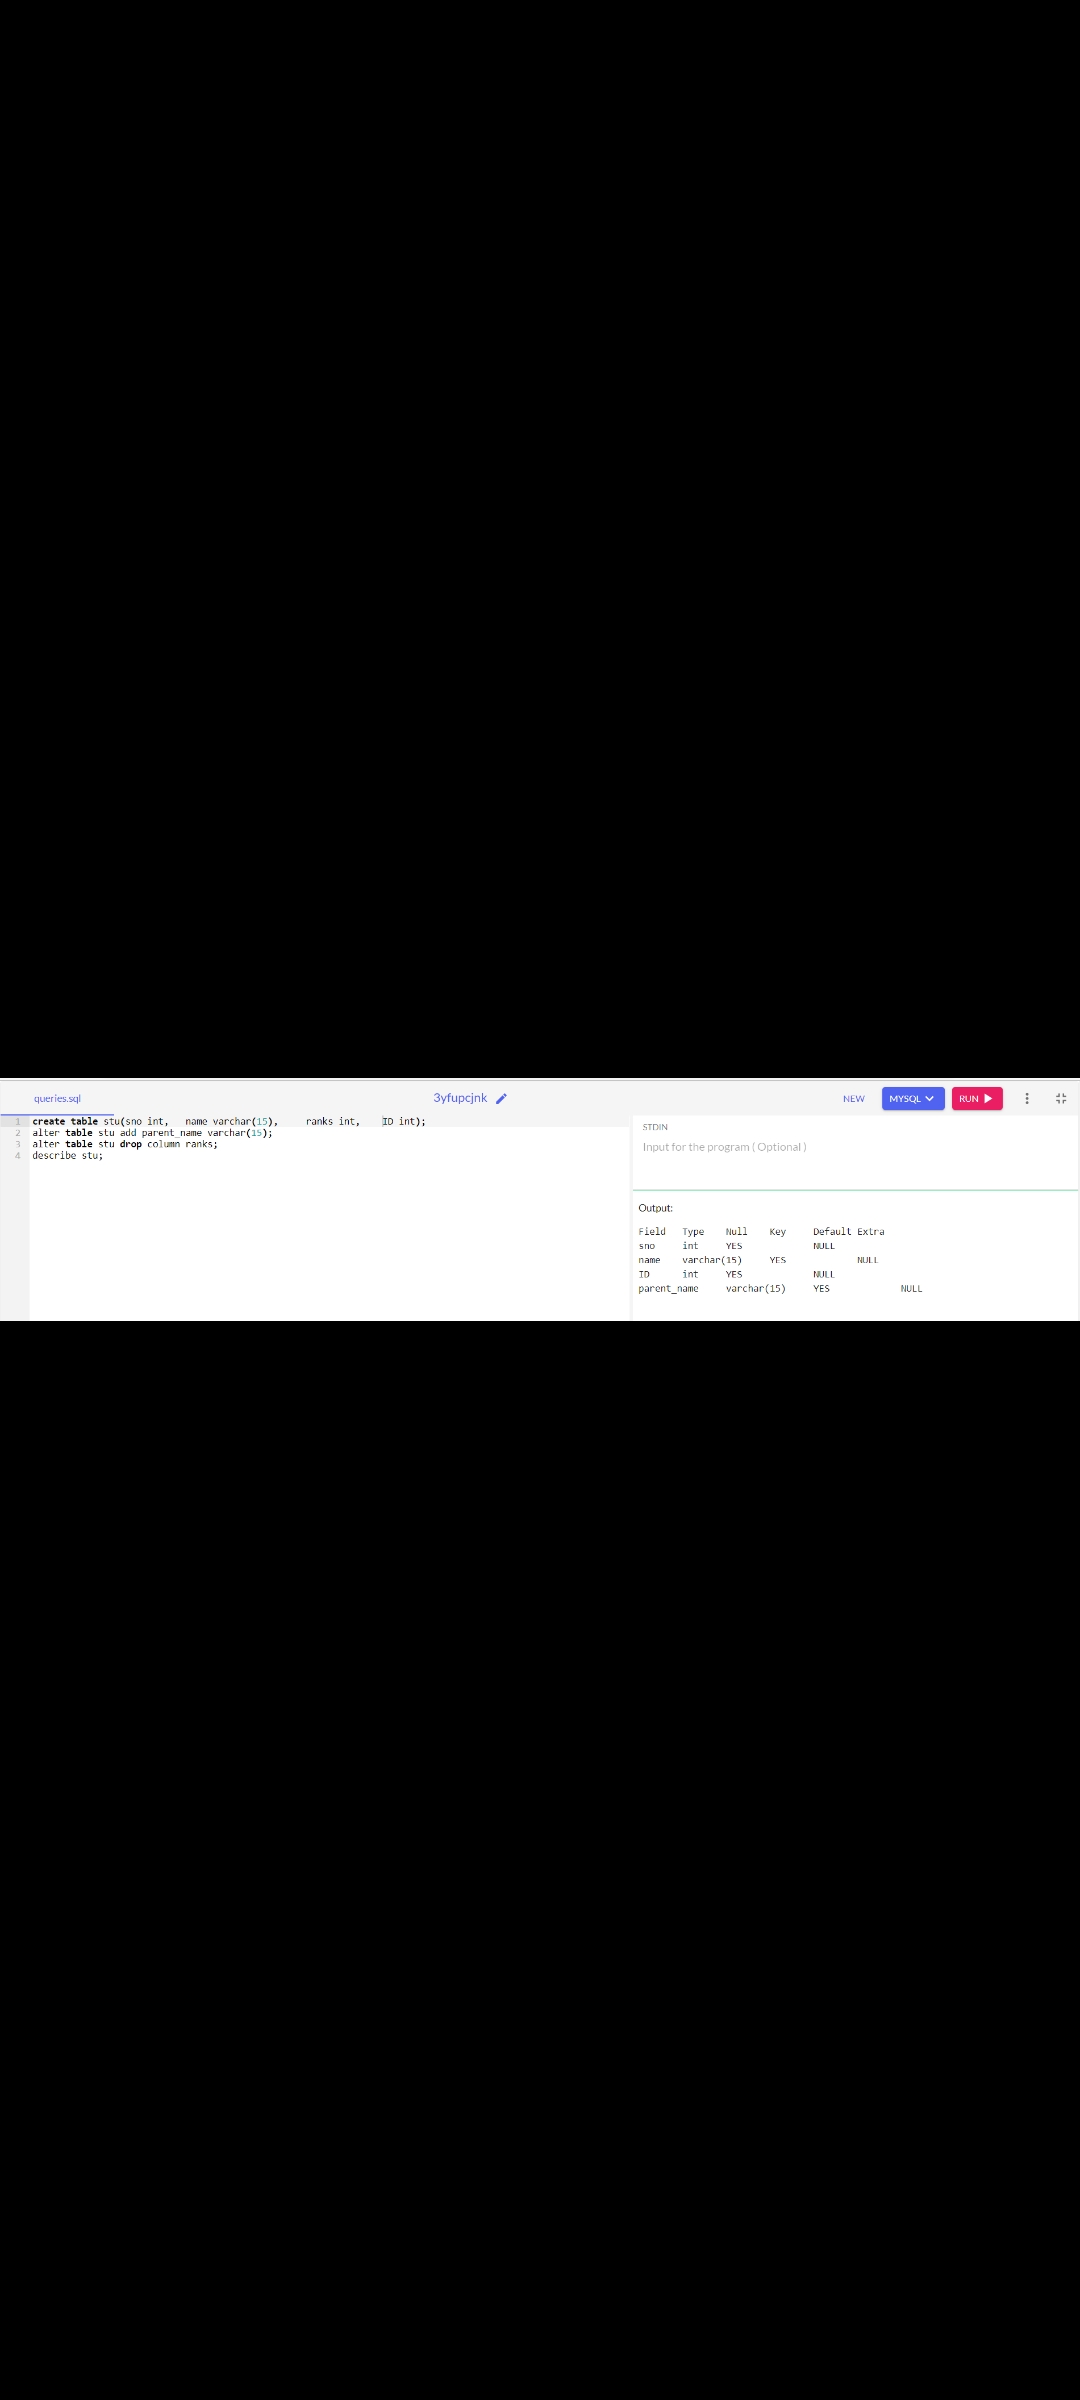 queries.sql 3yfupcjnk NEW MYSQL RUN
1 create table stu(sno int, name varchar(15), ranks int, ID int);
2 alter table stu add parent_name varchar(15);
3 alter table stu drop column ranks;
4 describe stu;
STDIN
Input for the program ( Optional )
Output:
Field Type Null Key Default Extra
sno int YES NULL
name varchar(15) YES NULL
ID int YES NULL
parent_name varchar(15) YES NULL